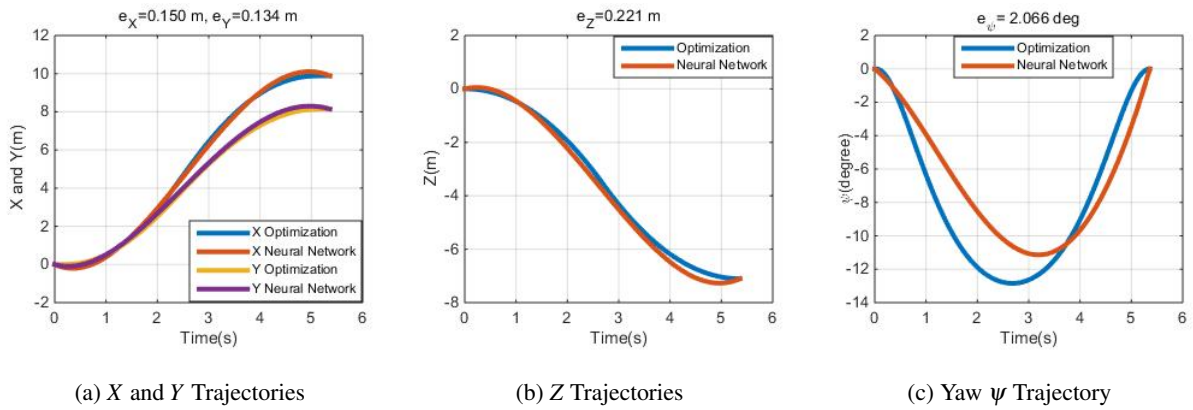 e_X=0.150 m, e_Y=0.134 m
12
10
8
6
4
2
0
-2
X and Y(m)
X Optimization
X Neural Network
Y Optimization
Y Neural Network
0 1 2 3 4 5 6
Time(s)
(a) X and Y Trajectories
e_Z=0.221 m
2
0
-2
-4
-6
-8
Z(m)
Optimization
Neural Network
0 1 2 3 4 5 6
Time(s)
(b) Z Trajectories
e_ψ= 2.066 deg
2
0
-2
-4
-6
-8
-10
-12
-14
ψ(degree)
Optimization
Neural Network
0 1 2 3 4 5 6
Time(s)
(c) Yaw ψ Trajectory